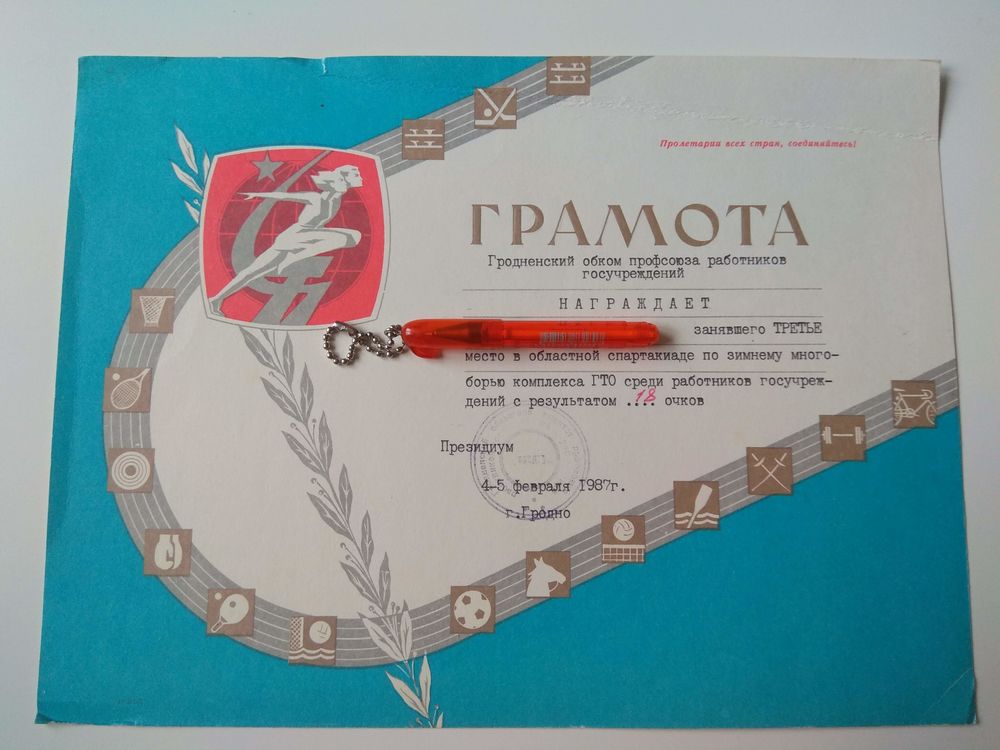 Пролетарии всех стран, соединяйтесь!
ГРАМОТА
Гродненский обком профсоюза работников
госучреждений
НАГРАЖДАЕТ
занявшего ТРЕТЬЕ
место в областной спартакиаде по зимнему много-
борью комплекса ГТО среди работников госучреж-
дений с результатом .18. очков
Президиум
4-5 февраля 1987г.
г.Гродно